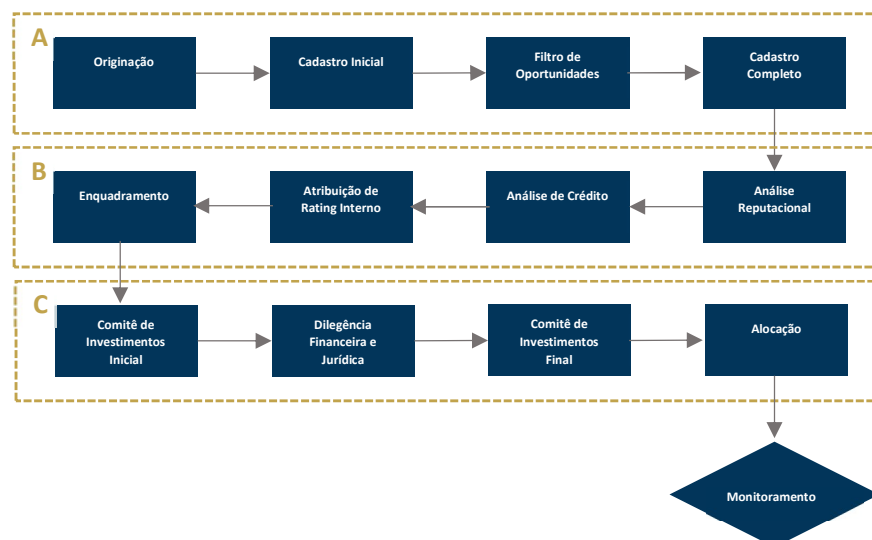 A
Originação
Cadastro Inicial
Filtro de
Oportunidades
Cadastro
Completo
B
Enquadramento
Atribuição de
Rating Interno
Análise de Crédito
Análise
Reputacional
C
Comitê de
Investimentos
Inicial
Dilegência
Financeira e
Jurídica
Comitê de
Investimentos
Final
Alocação
Monitoramento